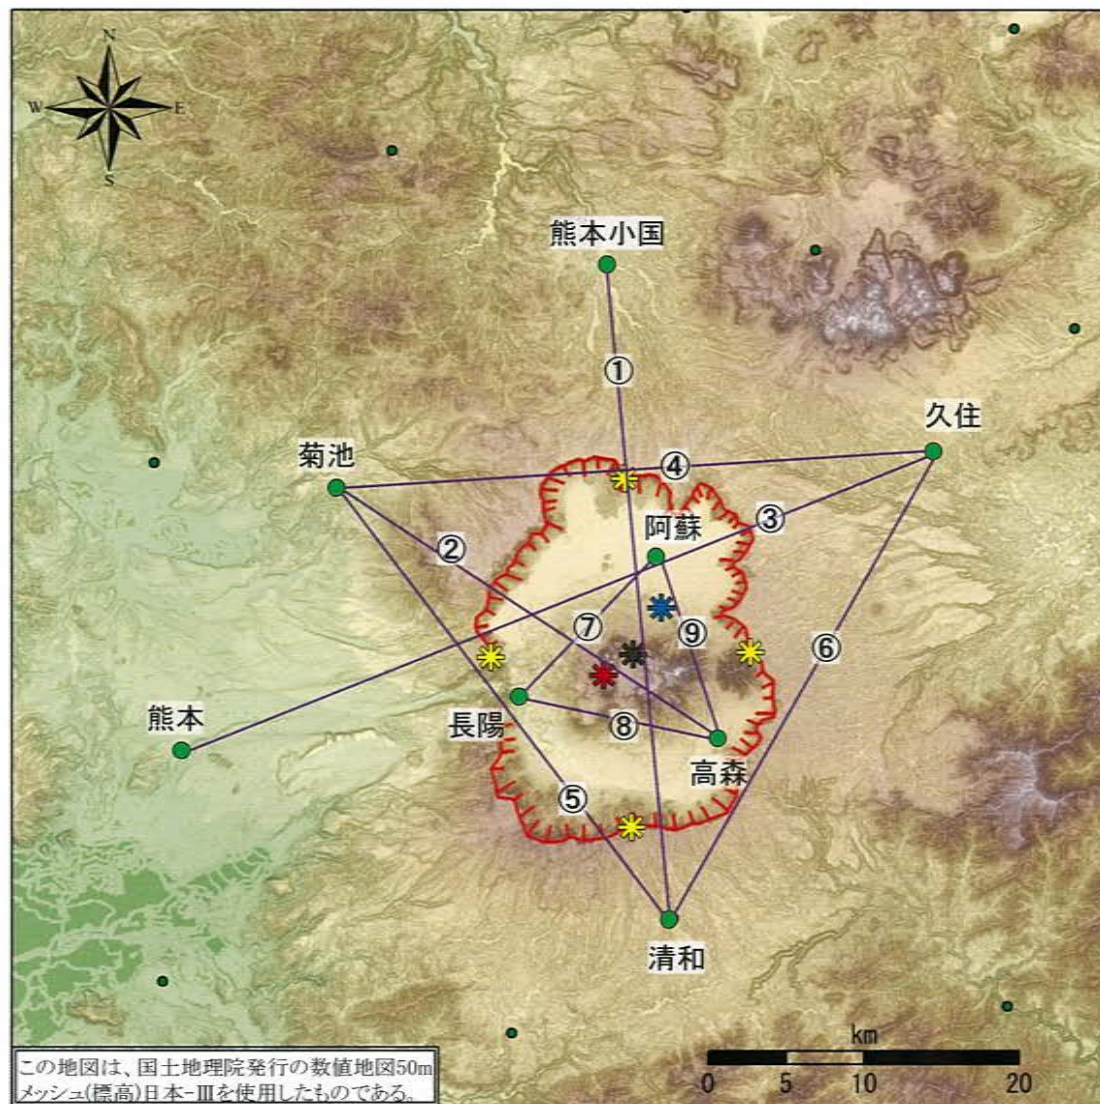 N
W E
S
熊本小国
①
久住
菊池
④
③
阿蘇
②
⑦
⑨
⑥
熊本
長陽
⑧
高森
⑤
清和
km
0 5 10 20
この地図は、国土地理院発行の数値地図50m
メッシュ(標高)日本-Ⅲを使用したものである。